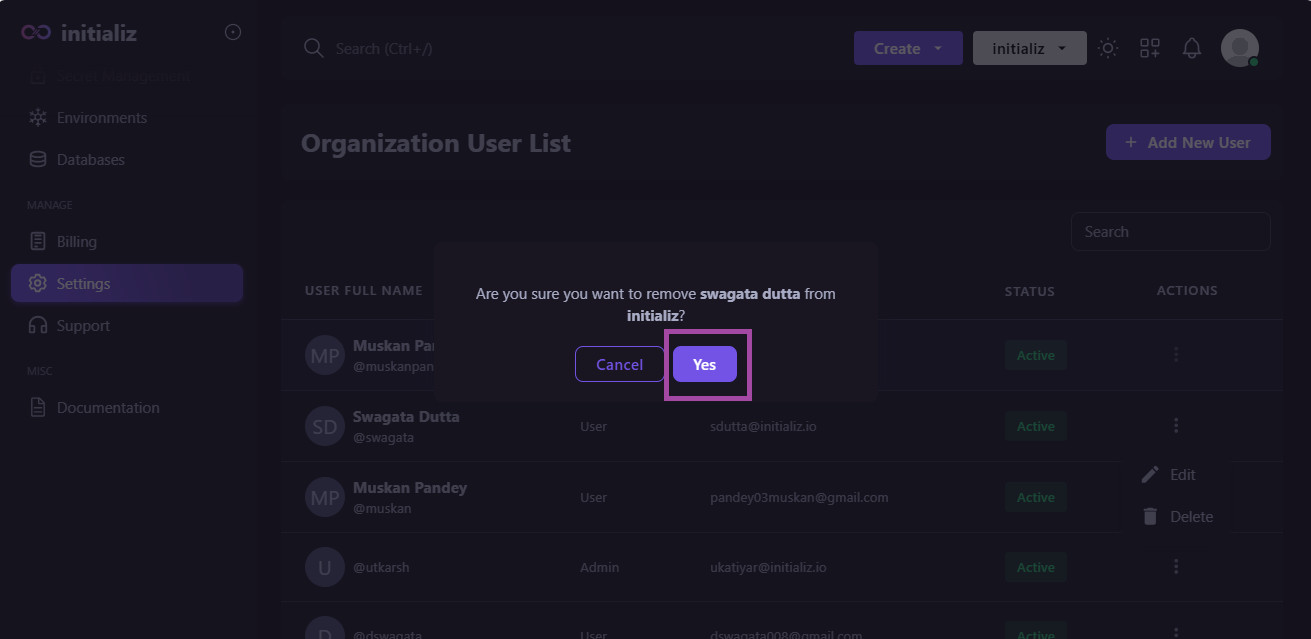 initializ
Search (Ctrl+/)
Create
initializ
Secret Management
Environments
Databases
MANAGE
Billing
Settings
Support
MISC
Documentation
Organization User List
+ Add New User
Search
USER FULL NAME
STATUS
ACTIONS
Are you sure you want to remove swagata dutta from
initializ?
Cancel
Yes
MP
Muskan Pa
@muskanpan
Active
SD
Swagata Dutta
@swagata
User
sdutta@initializ.io
Active
Edit
Delete
MP
Muskan Pandey
@muskan
User
pandey03muskan@gmail.com
Active
U
@utkarsh
Admin
ukatiyar@initializ.io
Active
D
@dswagata
User
dswagata008@gmail.com
Active